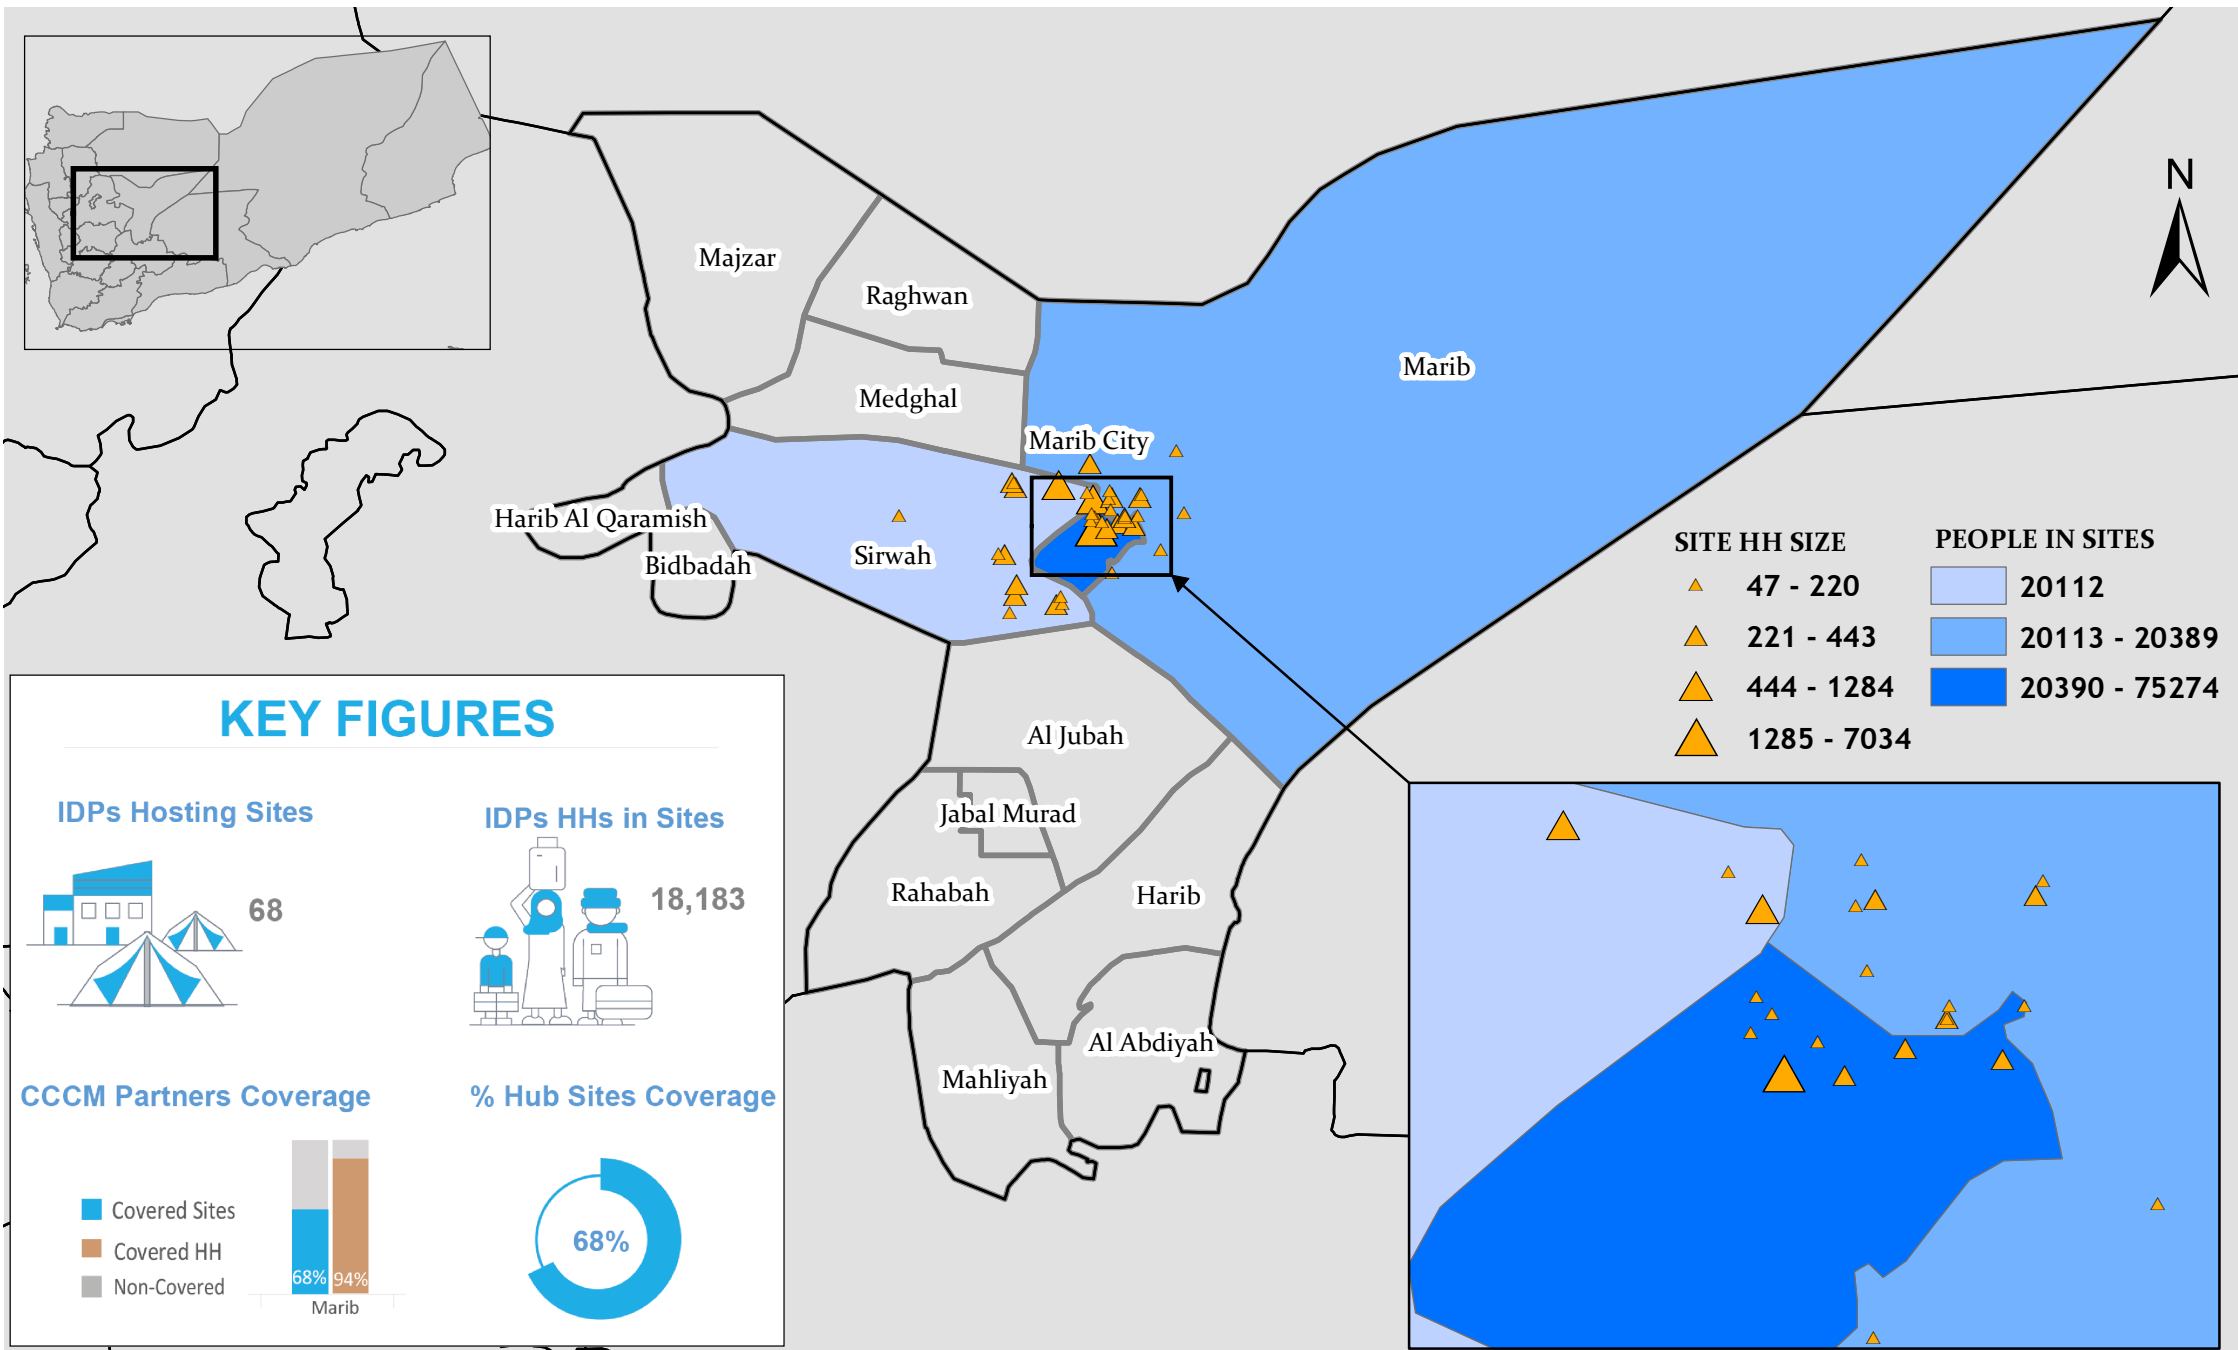 N
Majzar
Raghwan
Marib
Medghal
Marib City
Harib Al Qaramish
Sirwah
Bidbadah
Al Jubah
Jabal Murad
Rahabah
Harib
Al Abdiyah
Mahliyah
SITE HH SIZE
47 - 220
221 - 443
444 - 1284
1285 - 7034
PEOPLE IN SITES
20112
20113 - 20389
20390 - 75274
KEY FIGURES
IDPs Hosting Sites
68
IDPs HHs in Sites
18,183
CCCM Partners Coverage
Covered Sites
Covered HH
Non-Covered
68%
94%
Marib
% Hub Sites Coverage
68%